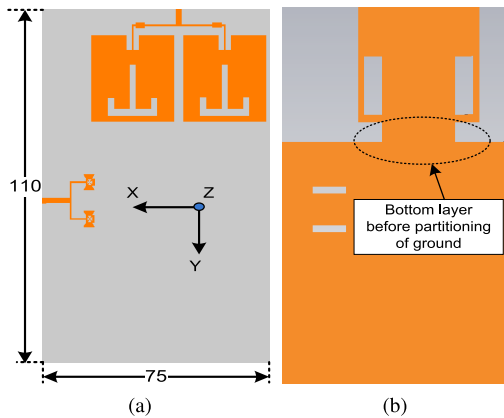 110
X
Z
Y
75
Bottom layer
before partitioning
of ground
(a)
(b)